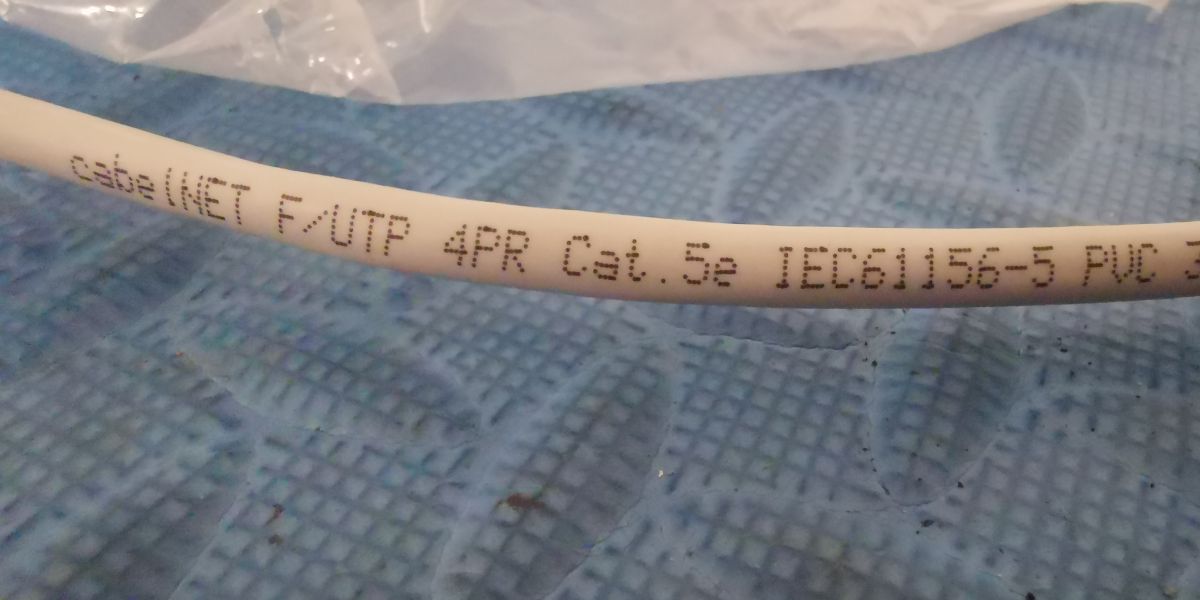 cabelNET F/UTP 4PR Cat.5e IEC61156-5 PVC